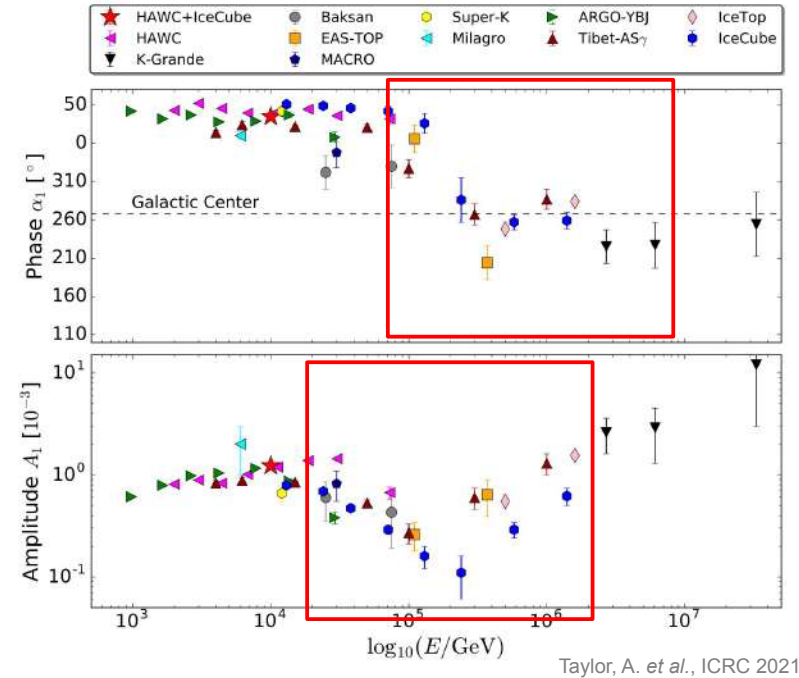 HAWC+IceCube Baksan Super-K ARGO-YBJ IceTop
HAWC EAS-TOP Milagro Tibet-ASγ IceCube
K-Grande MACRO
Phase α₁ [°]
50
0
310
260
210
160
110
Galactic Center
Amplitude A₁ [10⁻³]
10¹
10⁰
10⁻¹
10³ 10⁴ 10⁵ 10⁶ 10⁷
log₁₀(E/GeV)
Taylor, A. et al., ICRC 2021